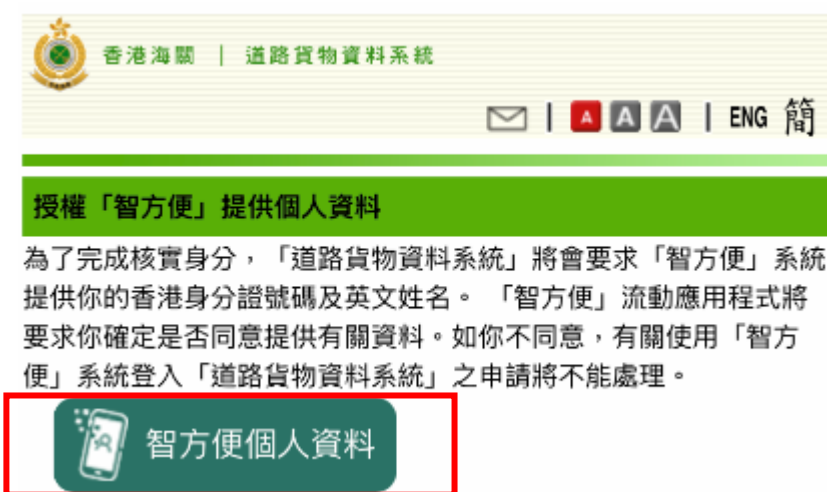 香港海關 | 道路貨物資料系統
| A A A | ENG 簡
授權「智方便」提供個人資料
為了完成核實身分，「道路貨物資料系統」將會要求「智方便」系統
提供你的香港身分證號碼及英文姓名。 「智方便」流動應用程式將
要求你確定是否同意提供有關資料。如你不同意，有關使用「智方
便」系統登入「道路貨物資料系統」之申請將不能處理。
智方便個人資料